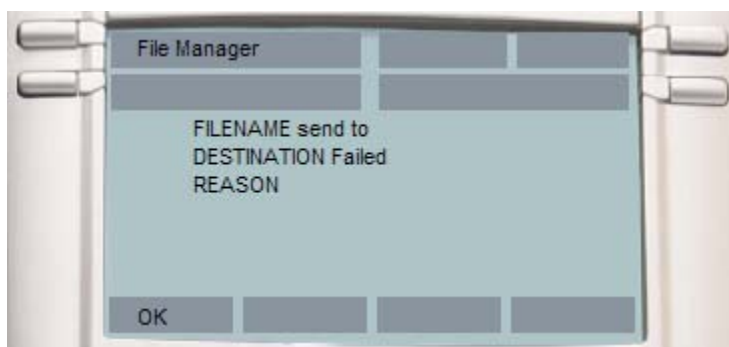 File Manager
FILENAME send to
DESTINATION Failed
REASON
OK